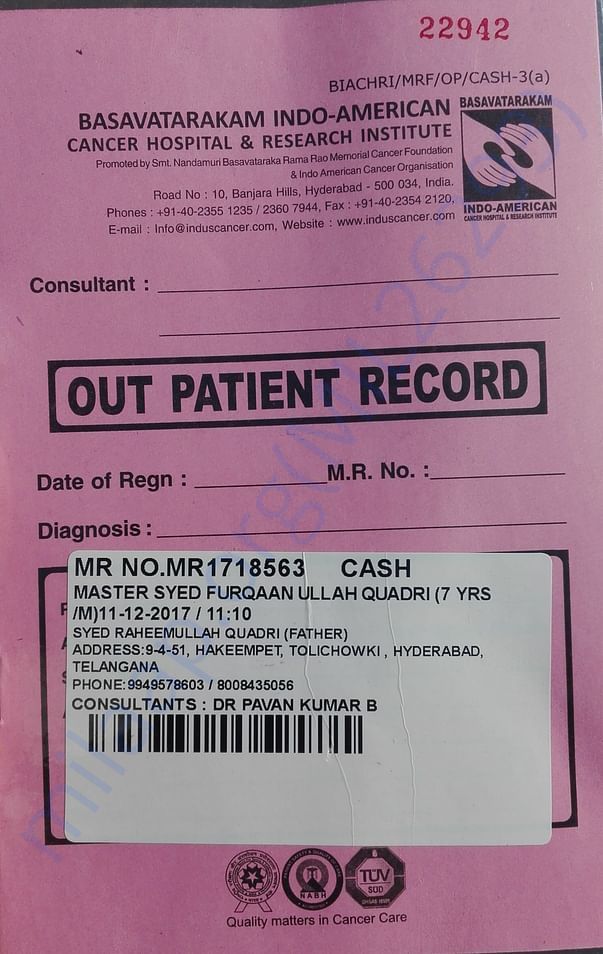 22942
BIACHRI/MRF/OP/CASH-3(a)
BASAVATARAKAM INDO-AMERICAN
CANCER HOSPITAL & RESEARCH INSTITUTE
Promoted by Smt. Nandamuri Basavataraka Rama Rao Memorial Cancer Foundation
& Indo American Cancer Organisation
Road No : 10, Banjara Hills, Hyderabad - 500 034, India.
Phones : +91-40-2355 1235 / 2360 7944, Fax : +91-40-2354 2120,
E-mail : Info@induscancer.com, Website : www.induscancer.com
BASAVATARAKAM
INDO-AMERICAN
CANCER HOSPITAL & RESEARCH INSTITUTE
Consultant :
OUT PATIENT RECORD
Date of Regn : M.R. No. :
Diagnosis :
MR NO.MR1718563 CASH
MASTER SYED FURQAAN ULLAH QUADRI (7 YRS
/M)11-12-2017 / 11:10
SYED RAHEEMULLAH QUADRI (FATHER)
ADDRESS:9-4-51, HAKEEMPET, TOLICHOWKI , HYDERABAD,
TELANGANA
PHONE:9949578603 / 8008435056
CONSULTANTS : DR PAVAN KUMAR B
NABH
TÜV
SÜD
Quality matters in Cancer Care